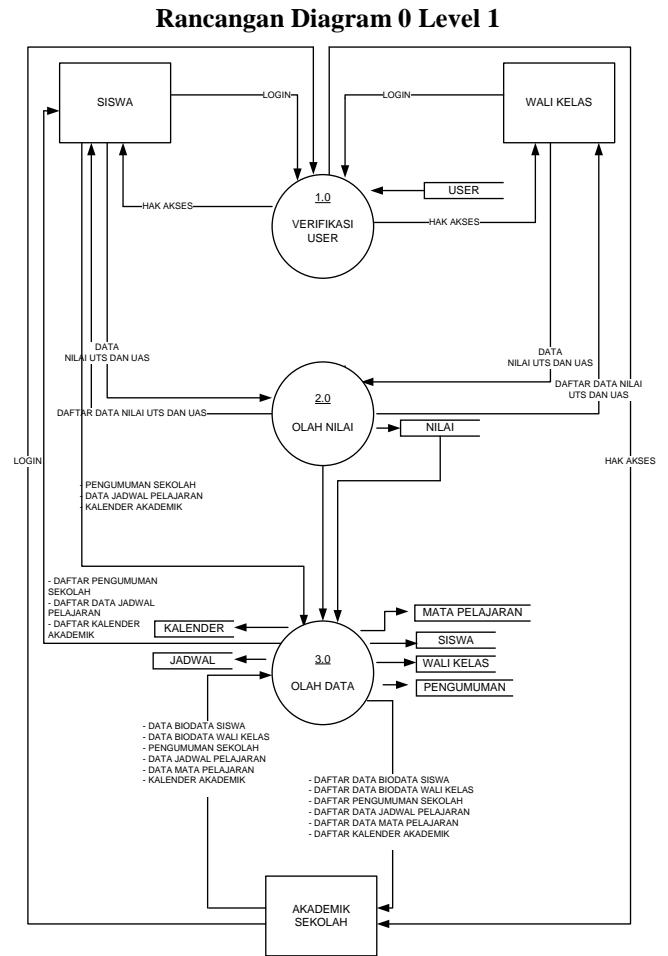 Rancangan Diagram 0 Level 1
SISWA
LOGIN
LOGIN
WALI KELAS
1.0
VERIFIKASI
USER
USER
HAK AKSES
HAK AKSES
DATA
NILAI UTS DAN UAS
DATA
NILAI UTS DAN UAS
DAFTAR DATA NILAI
UTS DAN UAS
2.0
OLAH NILAI
DAFTAR DATA NILAI UTS DAN UAS
NILAI
LOGIN
HAK AKSES
- PENGUMUMAN SEKOLAH
- DATA JADWAL PELAJARAN
- KALENDER AKADEMIK
- DAFTAR PENGUMUMAN
SEKOLAH
- DAFTAR DATA JADWAL
PELAJARAN
- DAFTAR KALENDER
AKADEMIK
KALENDER
JADWAL
3.0
OLAH DATA
MATA PELAJARAN
SISWA
WALI KELAS
PENGUMUMAN
- DATA BIODATA SISWA
- DATA BIODATA WALI KELAS
- PENGUMUMAN SEKOLAH
- DATA JADWAL PELAJARAN
- DATA MATA PELAJARAN
- KALENDER AKADEMIK
- DAFTAR DATA BIODATA SISWA
- DAFTAR DATA BIODATA WALI KELAS
- DAFTAR PENGUMUMAN SEKOLAH
- DAFTAR DATA JADWAL PELAJARAN
- DAFTAR DATA MATA PELAJARAN
- DAFTAR KALENDER AKADEMIK
AKADEMIK
SEKOLAH